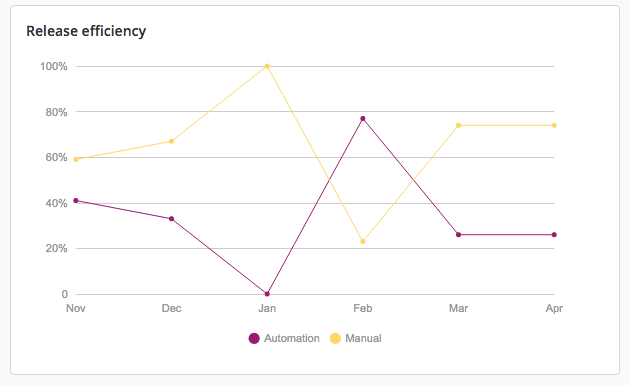 Release efficiency
100%
80%
60%
40%
20%
0
Nov Dec Jan Feb Mar Apr
Automation Manual